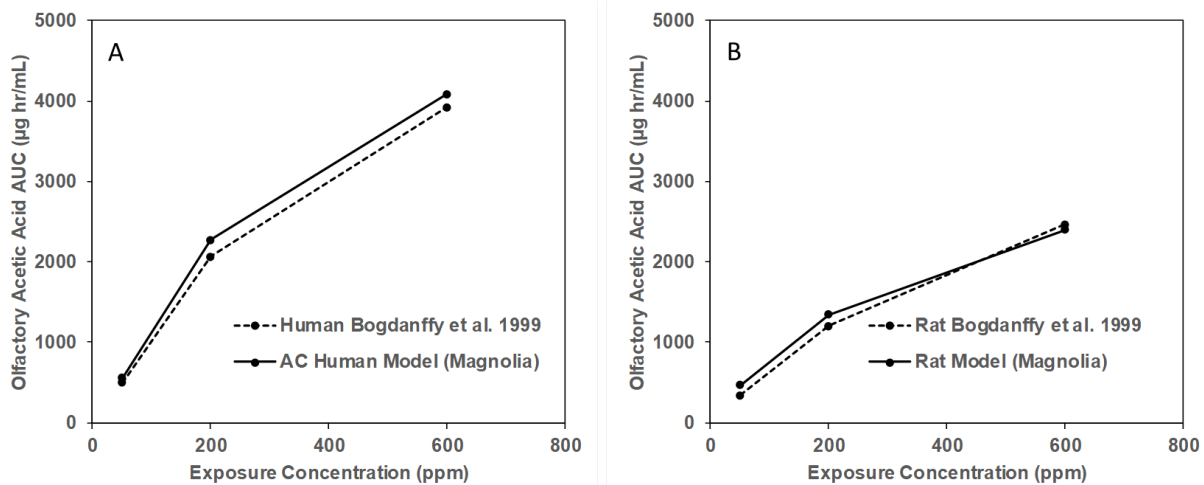 A
Olfactory Acetic Acid AUC (µg hr/mL)
5000
4000
3000
2000
1000
0
Human Bogdanffy et al. 1999
AC Human Model (Magnolia)
0 200 400 600 800
Exposure Concentration (ppm)
B
Olfactory Acetic Acid AUC (µg hr/mL)
5000
4000
3000
2000
1000
0
Rat Bogdanffy et al. 1999
Rat Model (Magnolia)
0 200 400 600 800
Exposure Concentration (ppm)